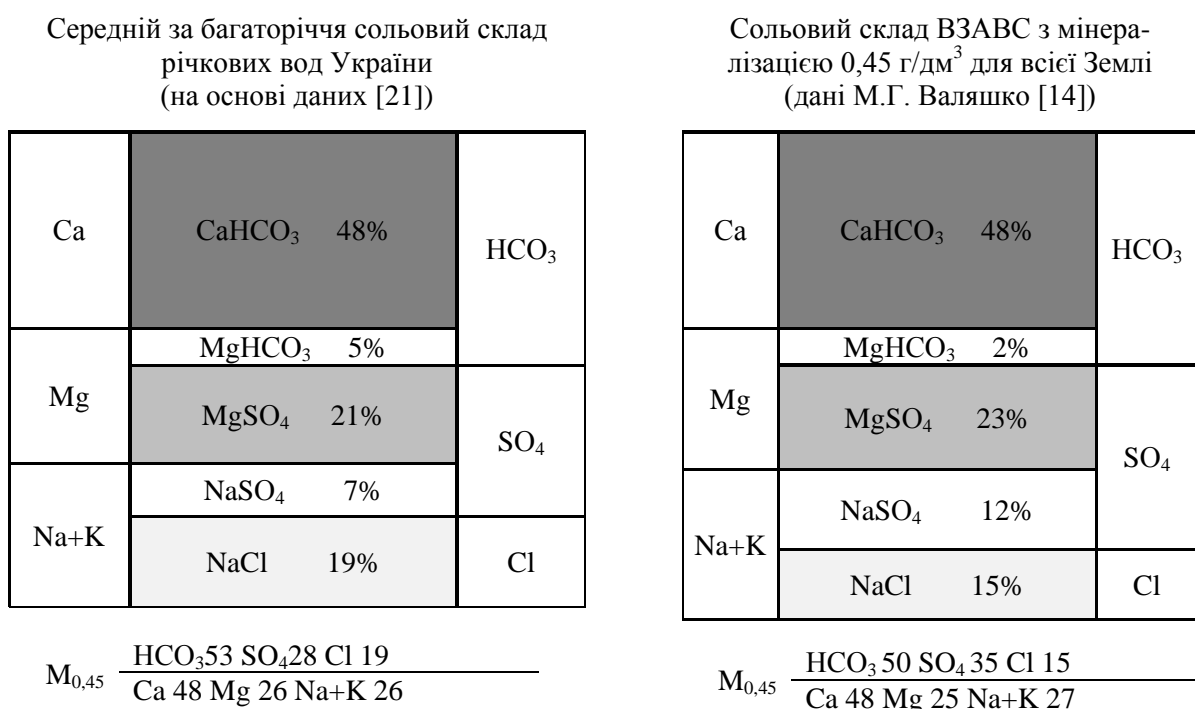 Середній за багаторіччя сольовий склад
річкових вод України
(на основі даних [21])
Ca
CaHCO₃ 48%
HCO₃
MgHCO₃ 5%
Mg
MgSO₄ 21%
SO₄
NaSO₄ 7%
Na+K
NaCl 19%
Cl
M₀,₄₅
HCO₃53 SO₄28 Cl 19
Ca 48 Mg 26 Na+K 26
Сольовий склад ВЗАВС з мінера-
лізацією 0,45 г/дм³ для всієї Землі
(дані М.Г. Валяшко [14])
Ca
CaHCO₃ 48%
HCO₃
MgHCO₃ 2%
Mg
MgSO₄ 23%
SO₄
NaSO₄ 12%
Na+K
NaCl 15%
Cl
M₀,₄₅
HCO₃ 50 SO₄ 35 Cl 15
Ca 48 Mg 25 Na+K 27